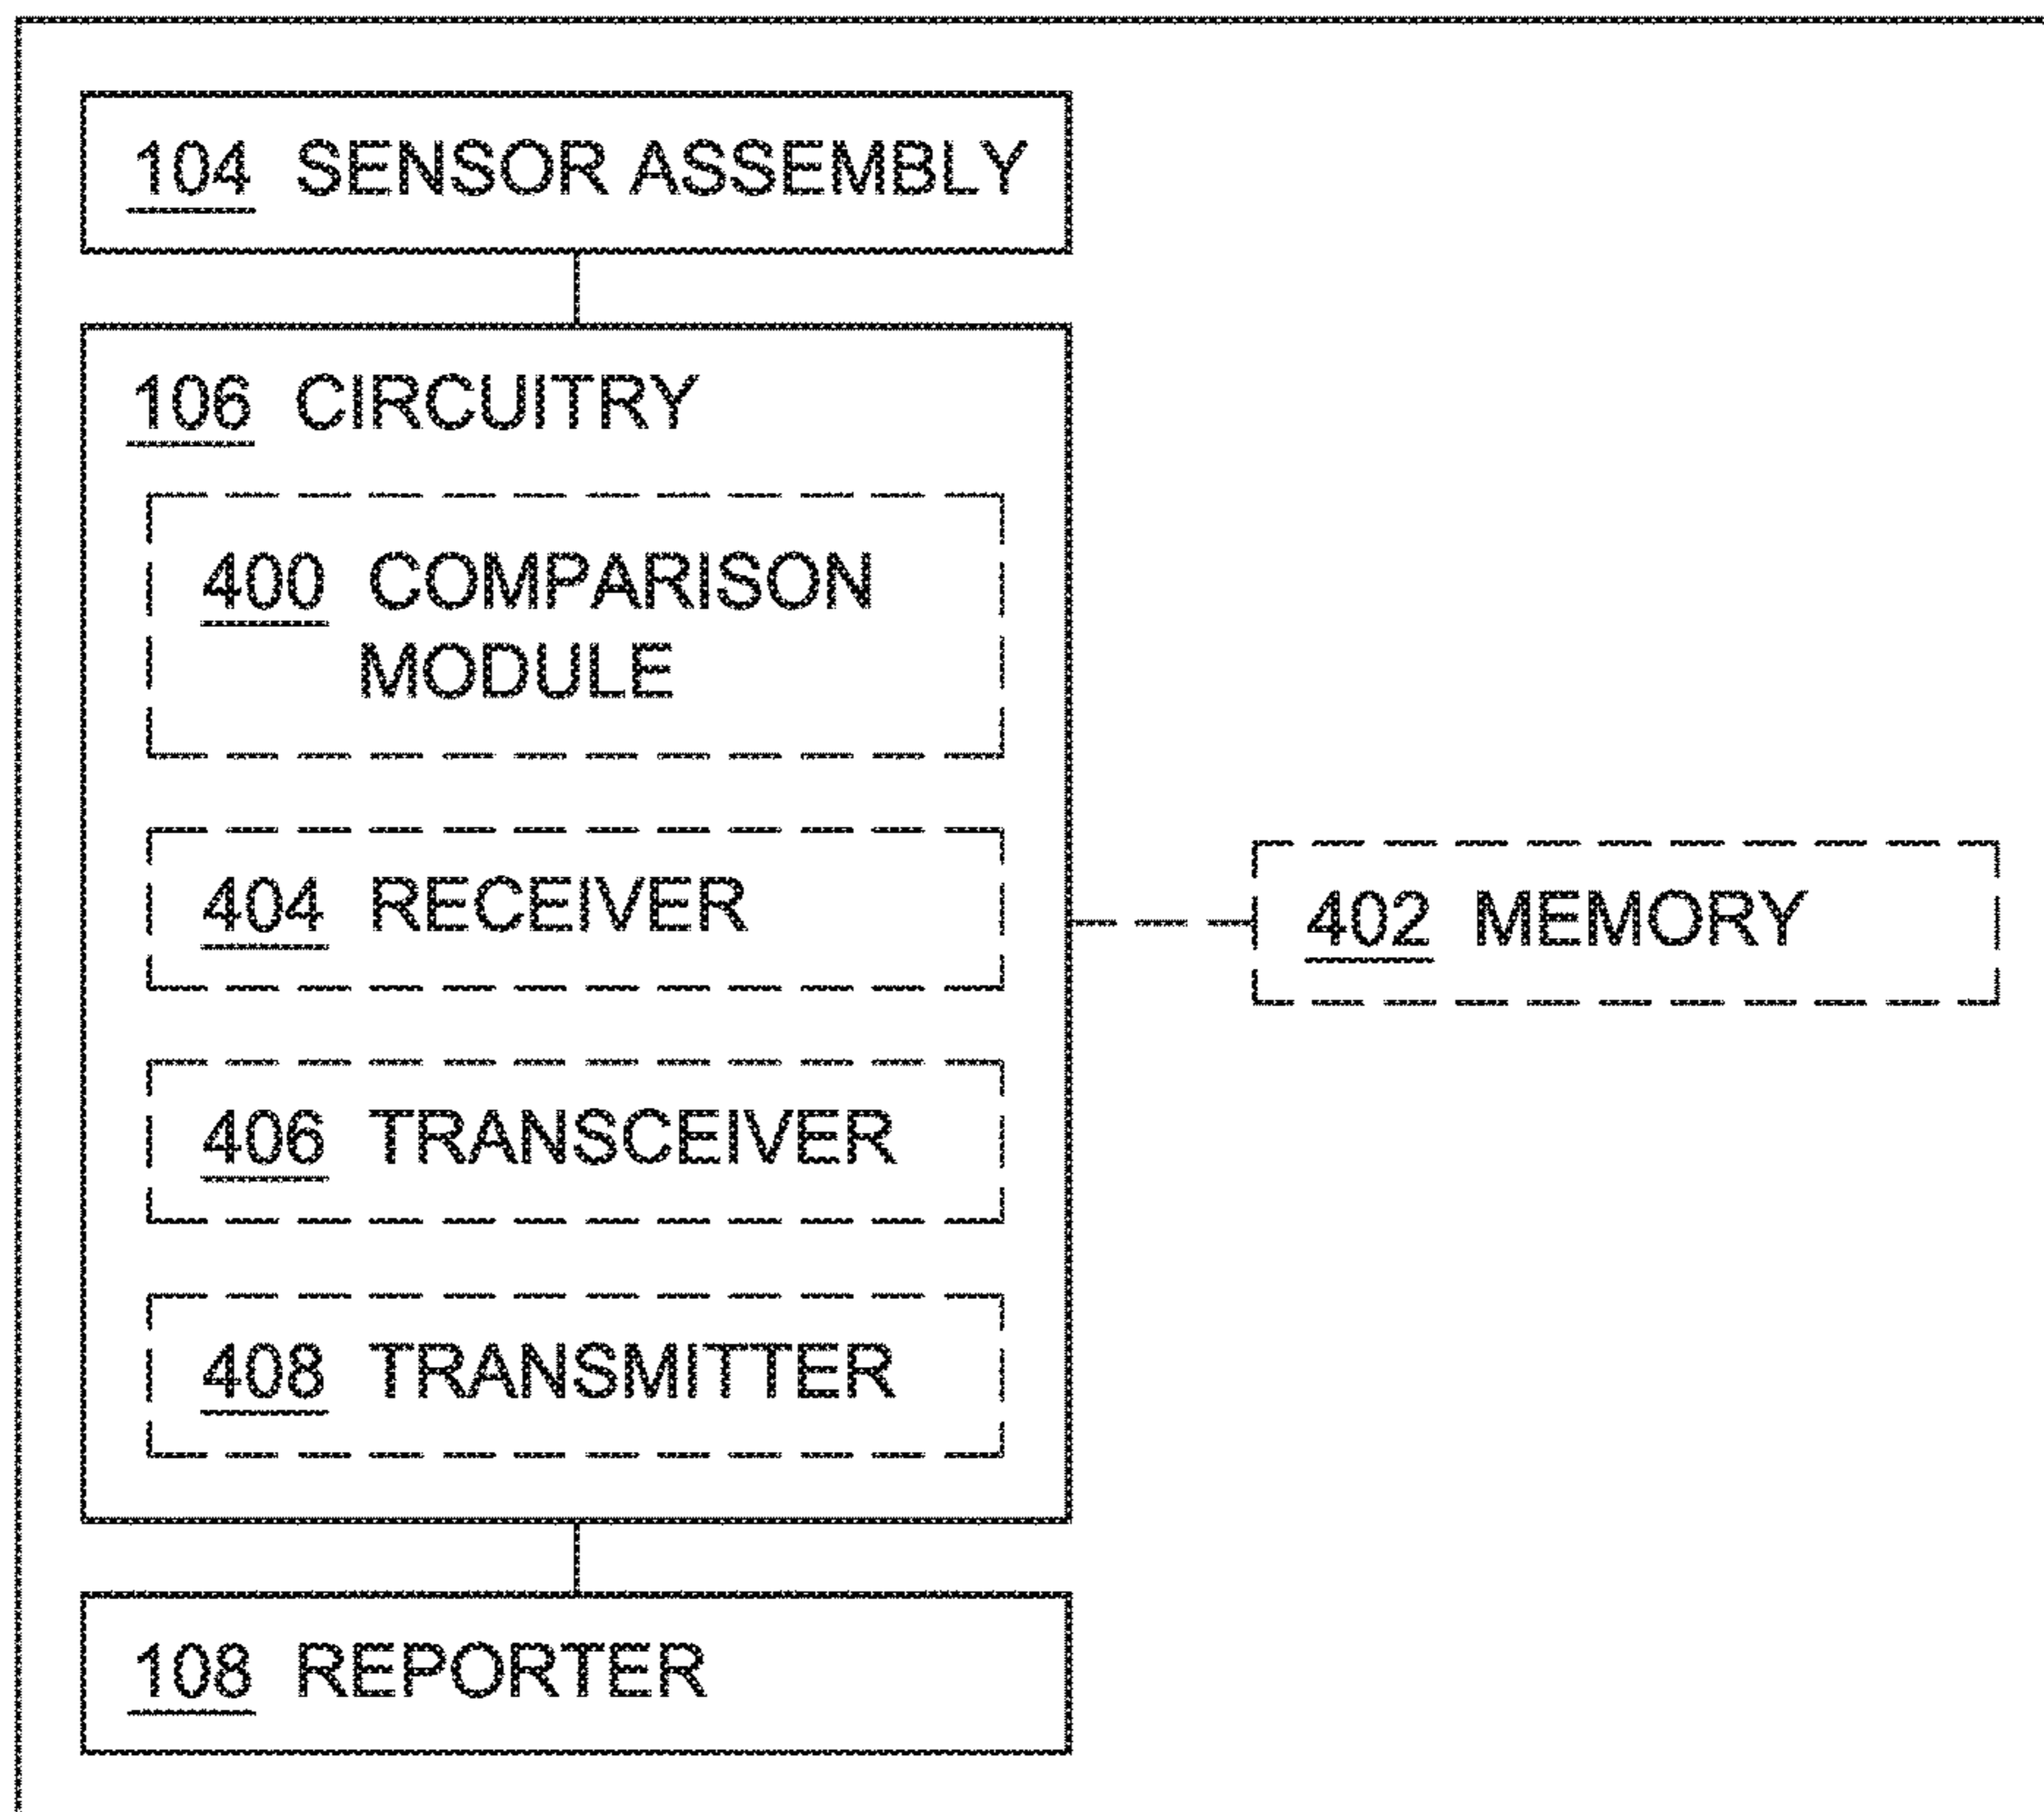 104 SENSOR ASSEMBLY
106 CIRCUITRY
400 COMPARISON
MODULE
404 RECEIVER
402 MEMORY
406 TRANSCEIVER
408 TRANSMITTER
108 REPORTER